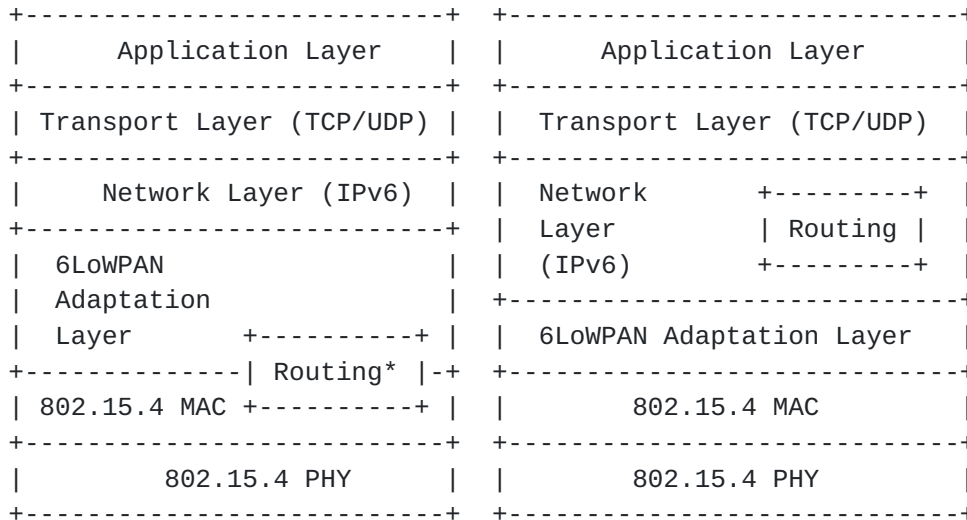 +---------------------------+  +-----------------------------+
|      Application Layer    |  |      Application Layer      |
+---------------------------+  +-----------------------------+
| Transport Layer (TCP/UDP) |  |  Transport Layer (TCP/UDP)  |
+---------------------------+  +-----------------------------+
|     Network Layer (IPv6)  |  |  Network       +---------+  |
+---------------------------+  |  Layer         | Routing |  |
|  6LoWPAN                  |  |  (IPv6)        +---------+  |
|  Adaptation               |  +-----------------------------+
|  Layer       +----------+ |  |  6LoWPAN Adaptation Layer   |
+--------------| Routing* |-+  +-----------------------------+
| 802.15.4 MAC +----------+ |  |        802.15.4 MAC         |
+---------------------------+  +-----------------------------+
|         802.15.4 PHY      |  |        802.15.4 PHY         |
+---------------------------+  +-----------------------------+